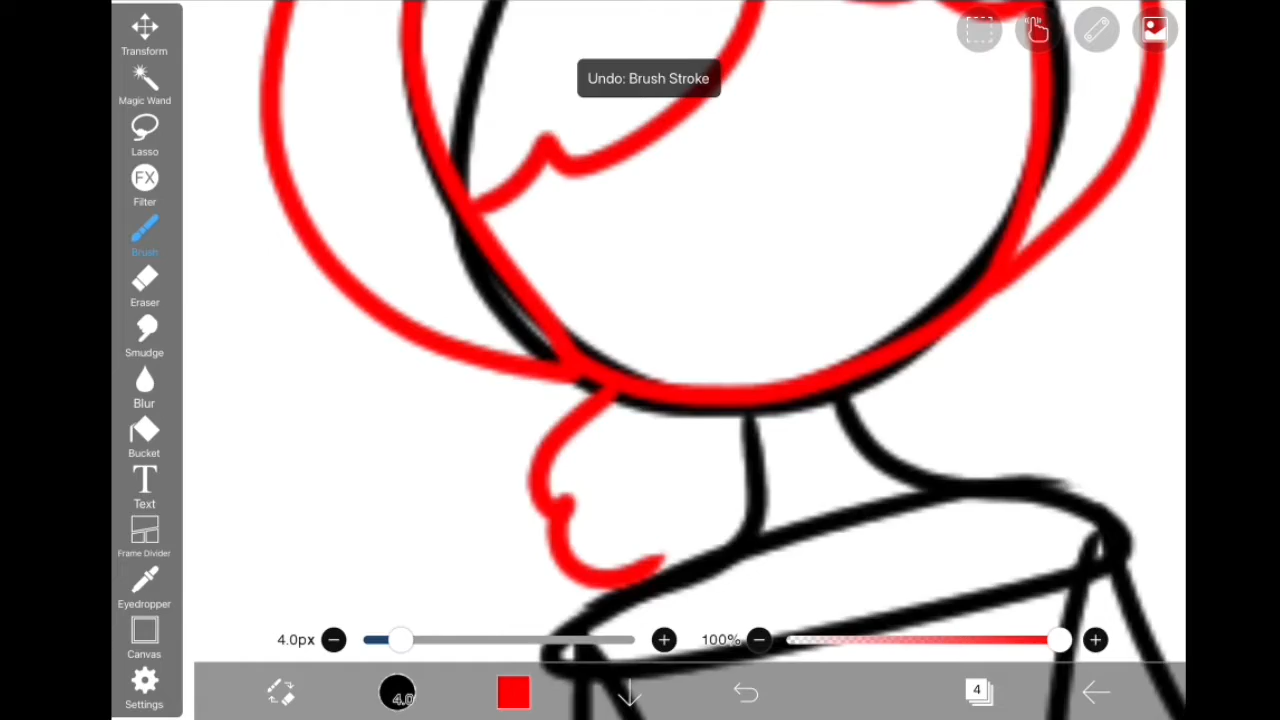 Transform
Magic Wand
Lasso
FX
Filter
Brush
Eraser
Smudge
Blur
Bucket
T
Text
Frame Divider
Eyedropper
Canvas
Settings
Undo: Brush Stroke
4.0px
100%
4.0
4